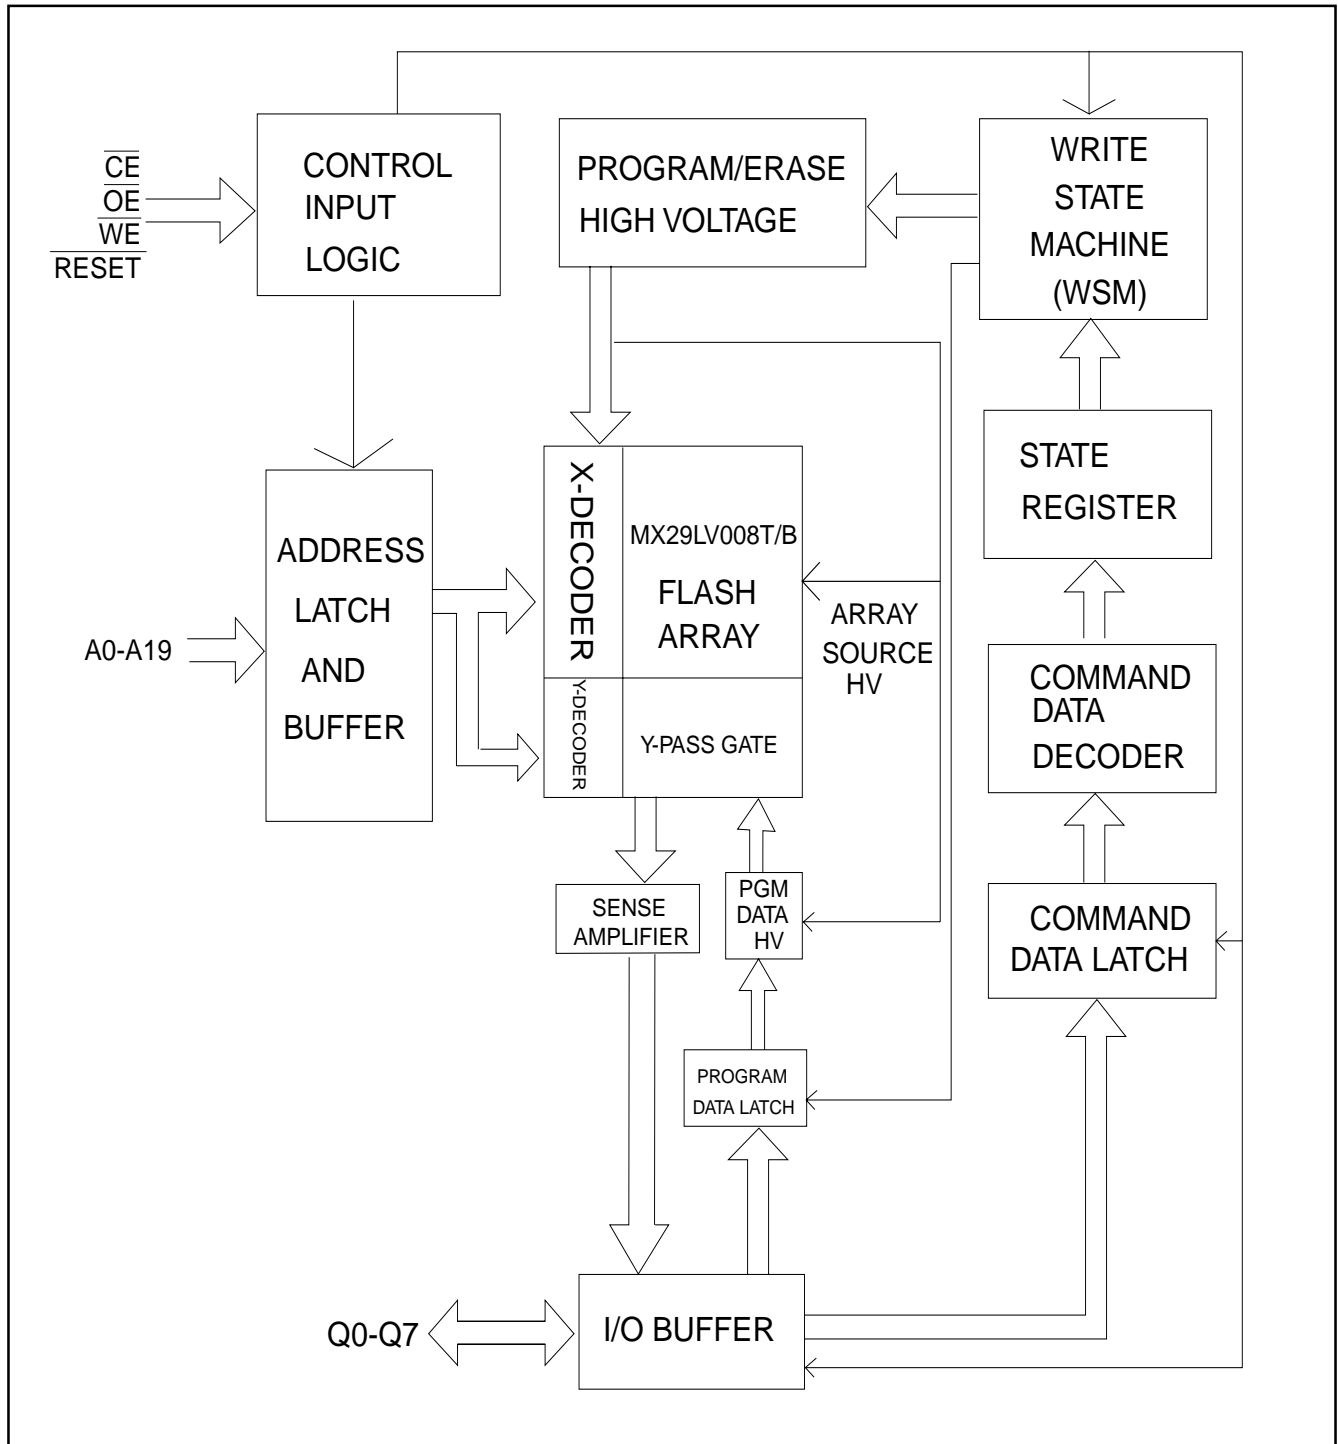 CE
OE
WE
RESET
CONTROL
INPUT
LOGIC
PROGRAM/ERASE
HIGH VOLTAGE
WRITE
STATE
MACHINE
(WSM)
STATE
REGISTER
ADDRESS
LATCH
AND
BUFFER
A0-A19
X-DECODER
MX29LV008T/B
FLASH
ARRAY
ARRAY
SOURCE
HV
Y-DECODER
Y-PASS GATE
COMMAND
DATA
DECODER
SENSE
AMPLIFIER
PGM
DATA
HV
COMMAND
DATA LATCH
PROGRAM
DATA LATCH
Q0-Q7
I/O BUFFER